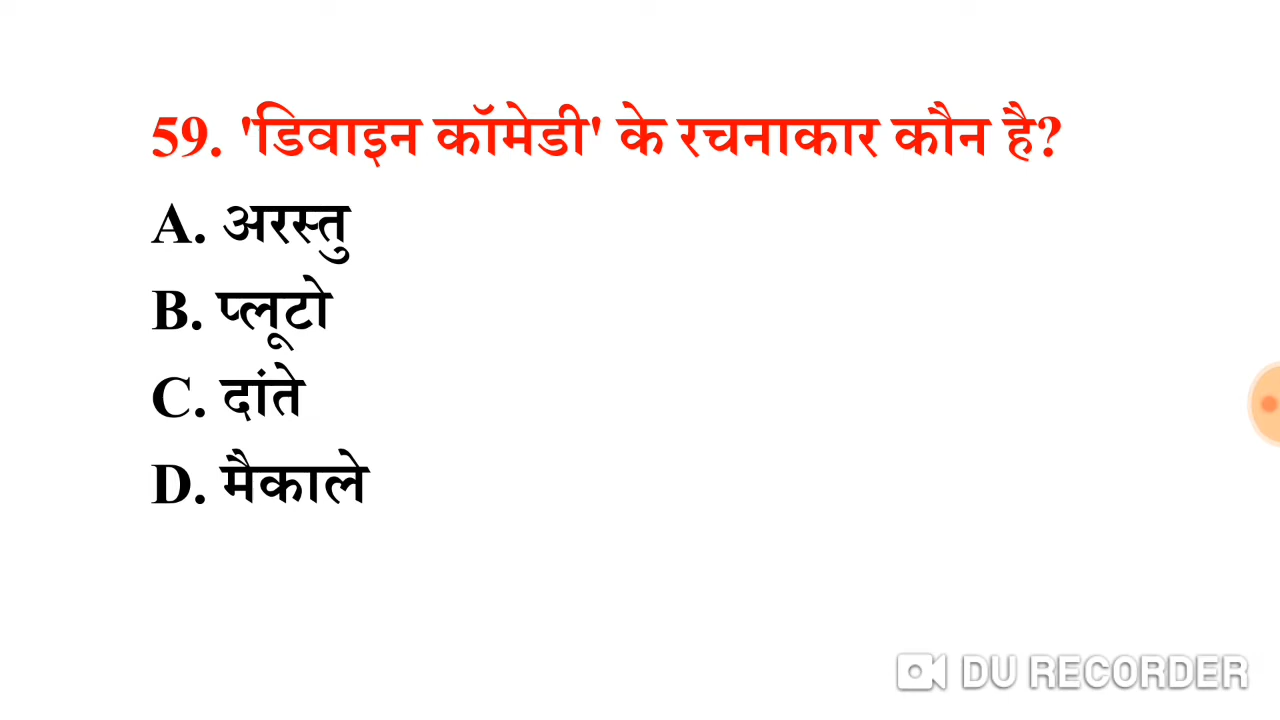 59. 'डिवाइन कॉमेडी' के रचनाकार कौन है?
A. अरस्तु
B. प्लूटो
C. दांते
D. मैकाले
DU RECORDER